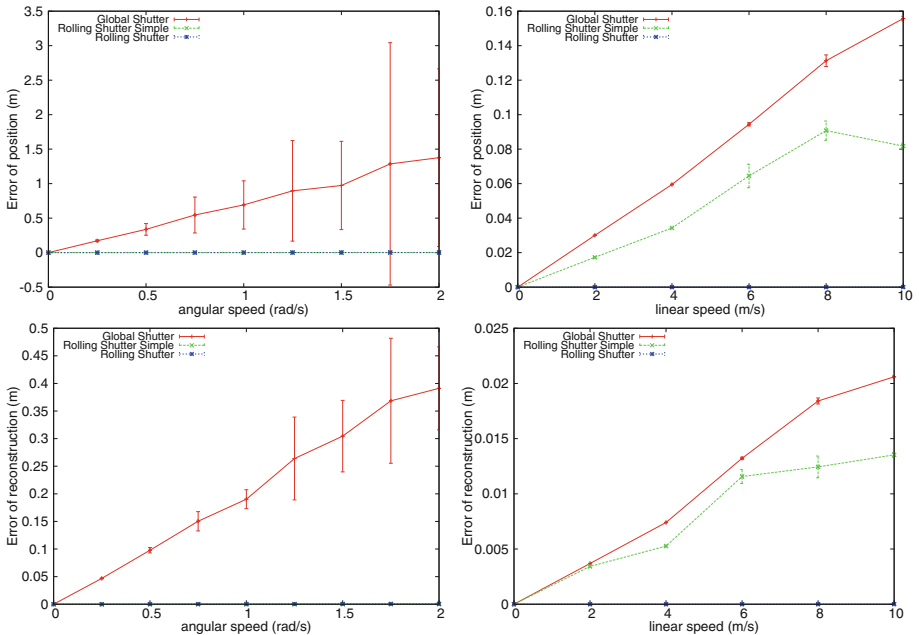 Global Shutter
Rolling Shutter Simple
Rolling Shutter
Error of position (m)
3.5
3
2.5
2
1.5
1
0.5
0
-0.5
0 0.5 1 1.5 2
angular speed (rad/s)
Global Shutter
Rolling Shutter Simple
Rolling Shutter
Error of position (m)
0.16
0.14
0.12
0.1
0.08
0.06
0.04
0.02
0
0 2 4 6 8 10
linear speed (m/s)
Global Shutter
Rolling Shutter Simple
Rolling Shutter
Error of reconstruction (m)
0.5
0.45
0.4
0.35
0.3
0.25
0.2
0.15
0.1
0.05
0
0 0.5 1 1.5 2
angular speed (rad/s)
Global Shutter
Rolling Shutter Simple
Rolling Shutter
Error of reconstruction (m)
0.025
0.02
0.015
0.01
0.005
0
0 2 4 6 8 10
linear speed (m/s)